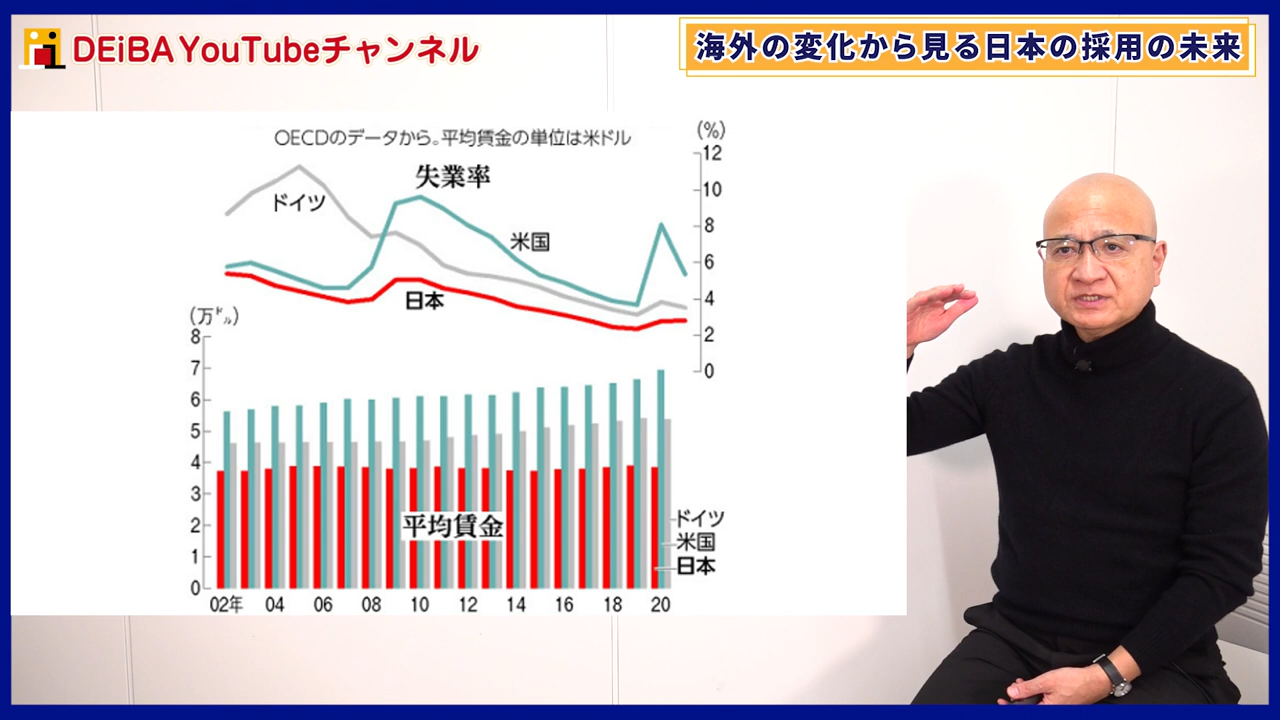 DEiBA YouTubeチャンネル
海外の変化から見る日本の採用の未来
OECDのデータから。平均賃金の単位は米ドル
(%)
失業率
ドイツ
米国
日本
12
10
8
6
4
2
0
(万ドル)
8
7
6
5
4
3
2
1
0
平均賃金
ドイツ
米国
日本
02年 04 06 08 10 12 14 16 18 20